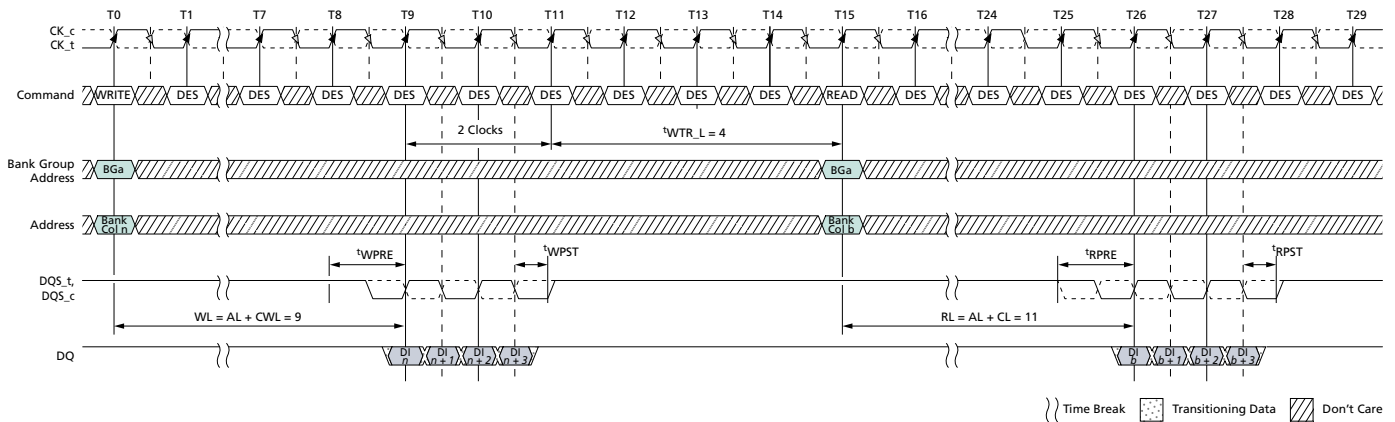 T0 T1 T7 T8 T9 T10 T11 T12 T13 T14 T15 T16 T24 T25 T26 T27 T28 T29
CK_c
CK_t
Command WRITE DES DES DES DES DES DES DES DES DES READ DES DES DES DES DES DES DES
2 Clocks tWTR_L = 4
Bank Group
Address BGa BGa
Address Bank
Col n Bank
Col b
tWPRE tWPST tRPRE tRPST
DQS_t,
DQS_c
WL = AL + CWL = 9 RL = AL + CL = 11
DQ DI
n DI
n + 1 DI
n + 2 DI
n + 3 DI
b DI
b + 1 DI
b + 2 DI
b + 3
Time Break Transitioning Data Don't Care